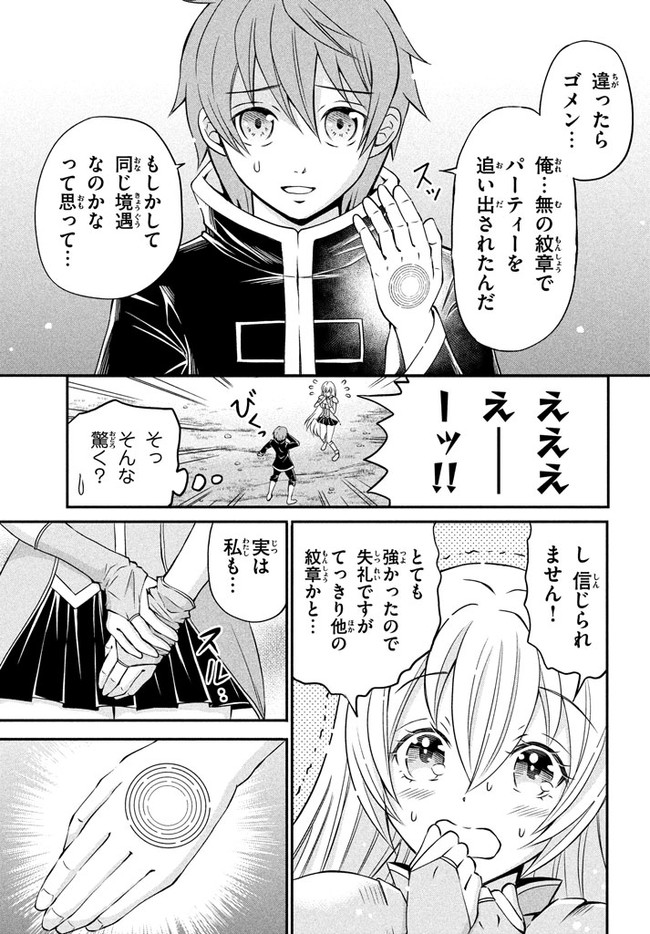 違ったら
ゴメン…
俺…無の紋章で
パーティーを
追い出されたんだ
スッ
もしかして
同じ境遇
なのかな
って思って…
えええ
えーー
ーッ!!
びくっ
そっ
そんな
驚く?
し 信じられ
ません!
とても
強かったので
失礼ですが
てっきり他の
紋章かと…
実は
私も…
スル…